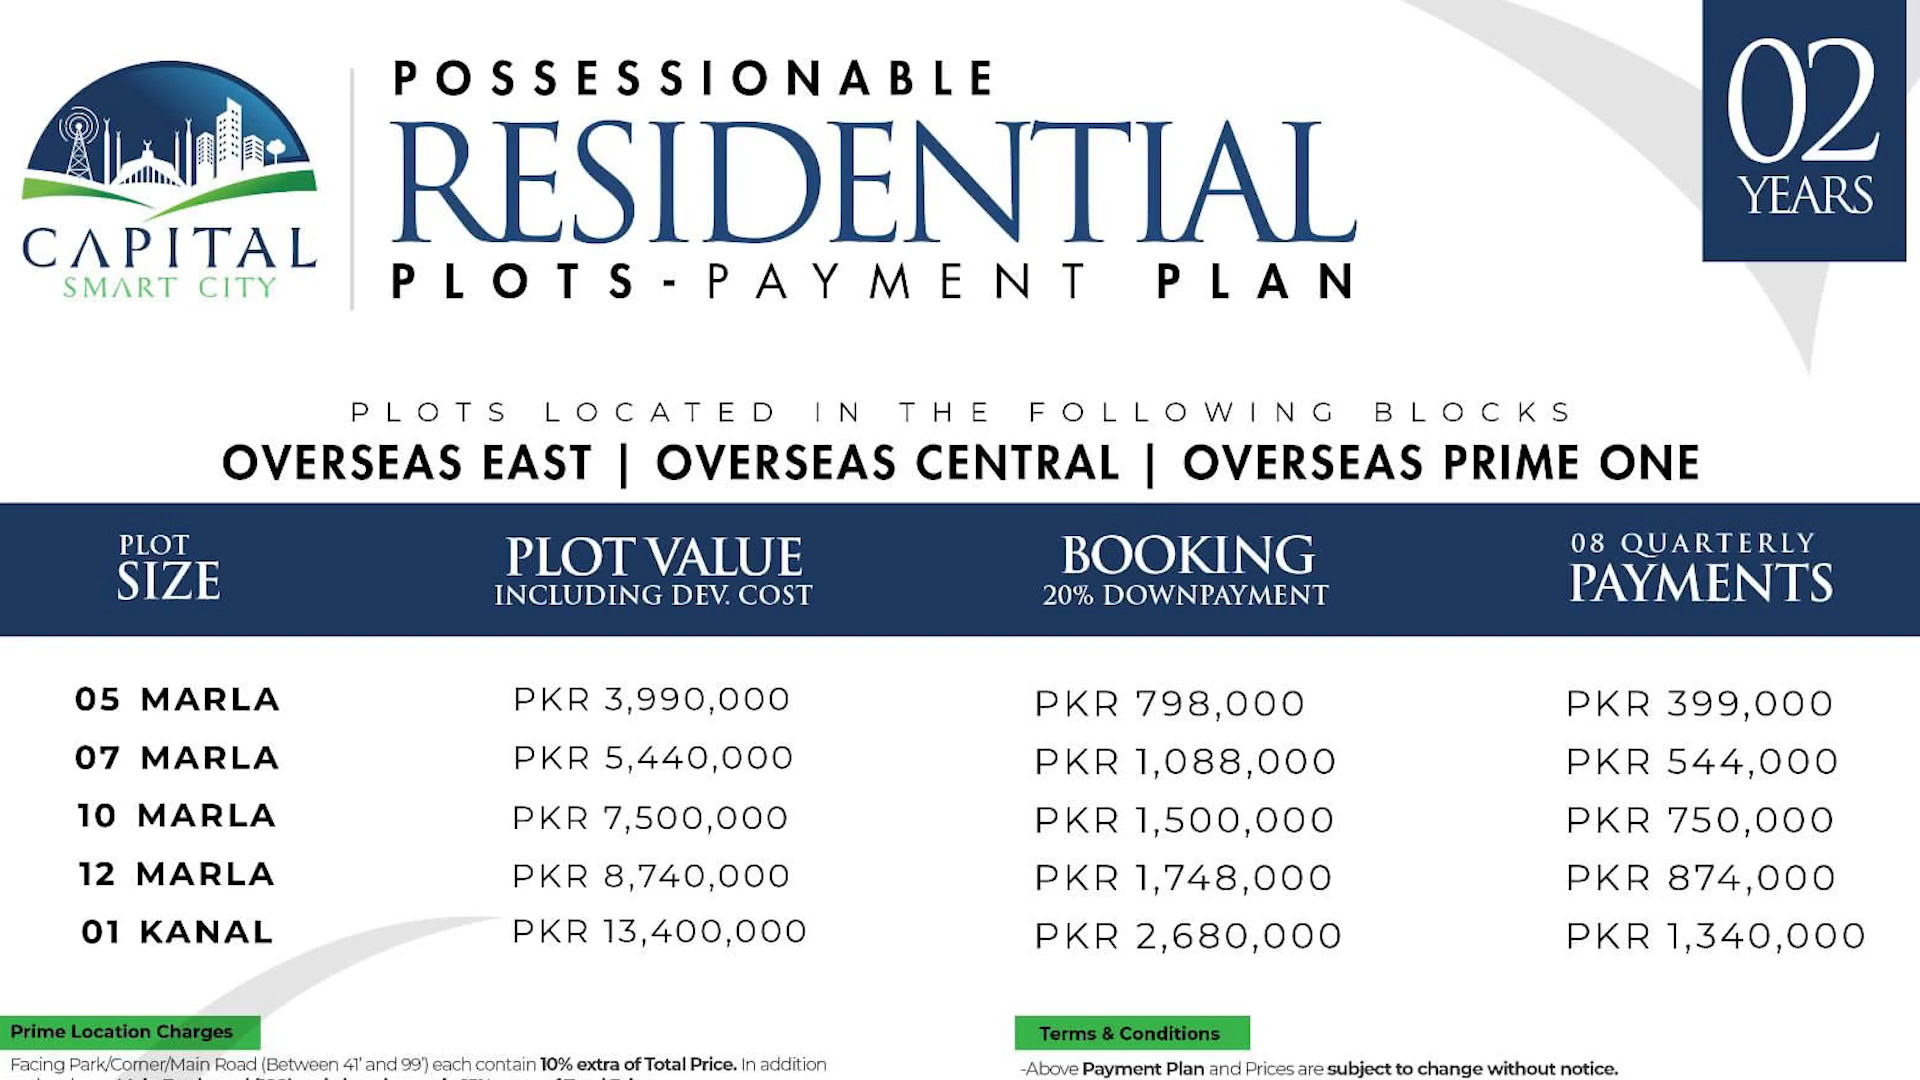 CAPITAL
SMART CITY
POSSESSIONABLE
RESIDENTIAL
PLOTS-PAYMENT PLAN
02
YEARS
PLOTS LOCATED IN THE FOLLOWING BLOCKS
OVERSEAS EAST | OVERSEAS CENTRAL | OVERSEAS PRIME ONE
PLOT SIZE
PLOT VALUE
INCLUDING DEV. COST
BOOKING
20% DOWNPAYMENT
08 QUARTERLY
PAYMENTS
05 MARLA PKR 3,990,000 PKR 798,000 PKR 399,000
07 MARLA PKR 5,440,000 PKR 1,088,000 PKR 544,000
10 MARLA PKR 7,500,000 PKR 1,500,000 PKR 750,000
12 MARLA PKR 8,740,000 PKR 1,748,000 PKR 874,000
01 KANAL PKR 13,400,000 PKR 2,680,000 PKR 1,340,000
Prime Location Charges
Facing Park/Corner/Main Road (Between 41' and 99') each contain 10% extra of Total Price. In addition
Terms & Conditions
-Above Payment Plan and Prices are subject to change without notice.